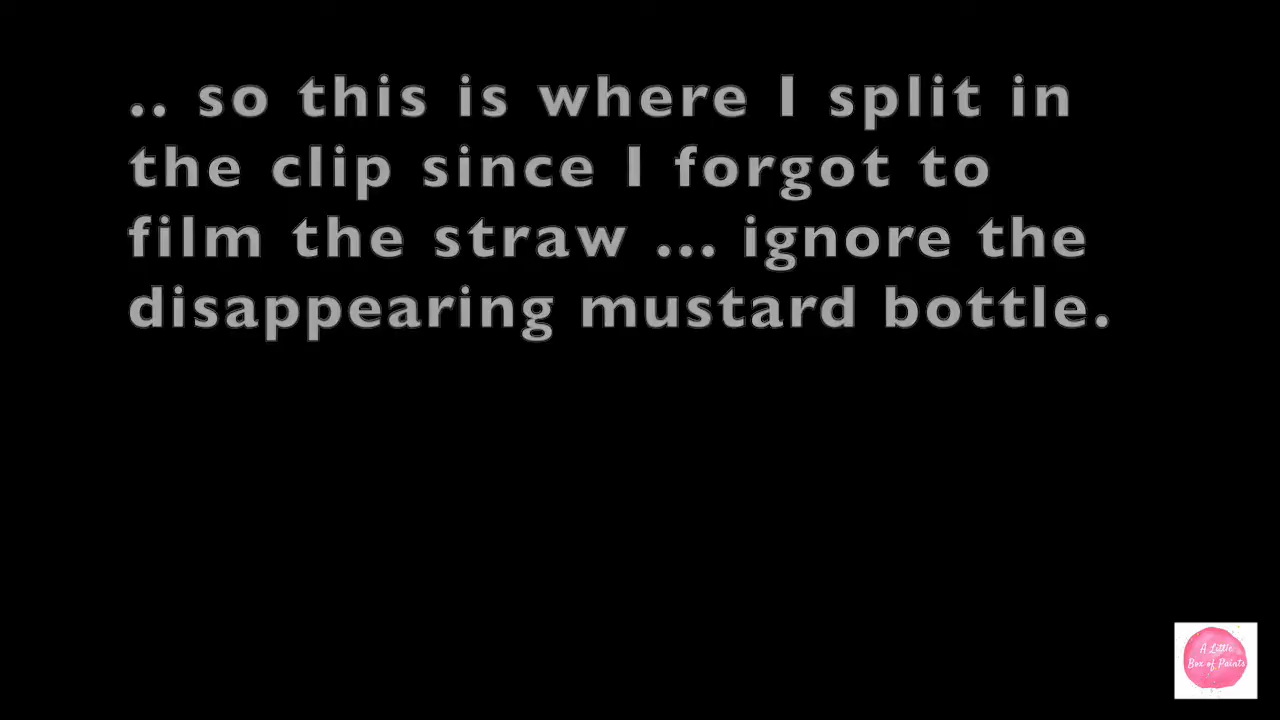 .. so this is where I split in
the clip since I forgot to
film the straw ... ignore the
disappearing mustard bottle.
A Little
Box of Paints